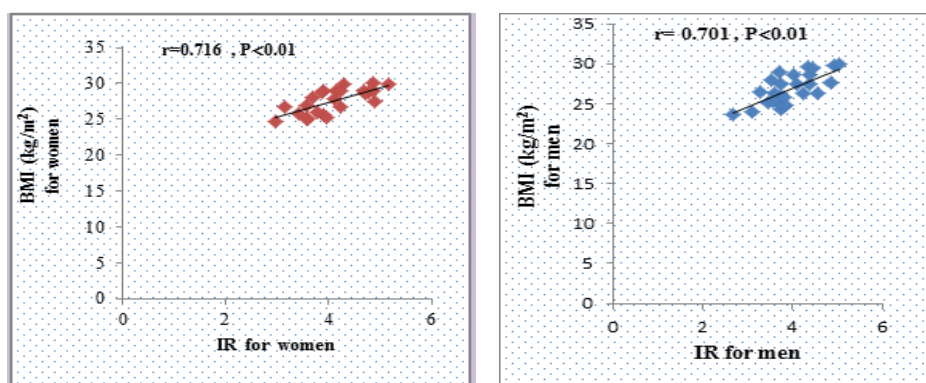 r=0.716 , P<0.01
35
30
25
20
15
10
5
0
BMI (kg/m²)
for women
0 2 4 6
IR for women
r= 0.701 , P<0.01
35
30
25
20
15
10
5
0
BMI (kg/m²)
for men
0 2 4 6
IR for men